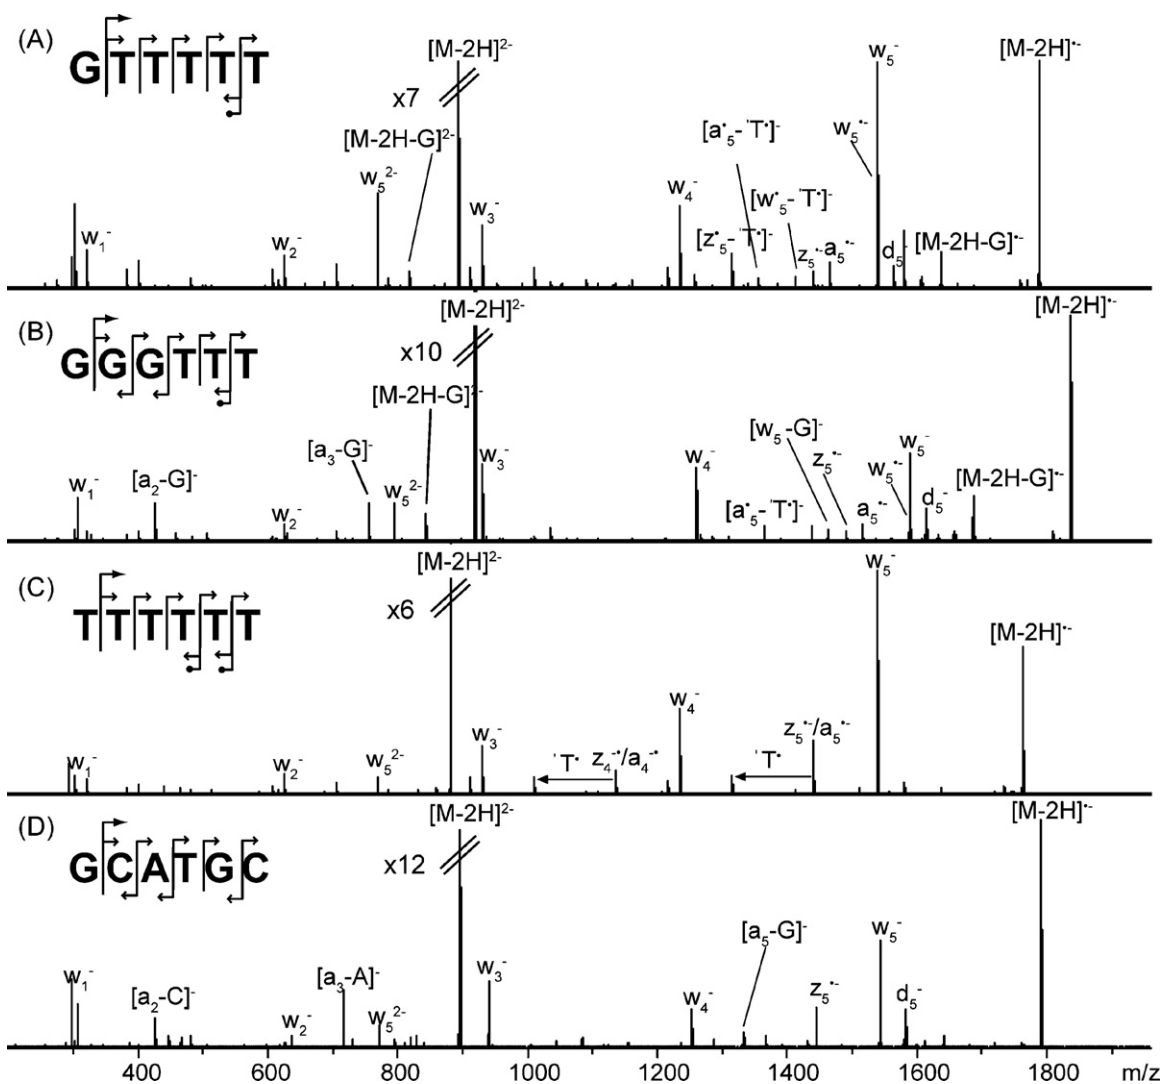 (A)
GTTTTT
[M-2H]²⁻
x7
[M-2H-G]²⁻
w₁⁻
w₂⁻
w₅²⁻
w₃⁻
w₄⁻
[a•₅-'T•]⁻
[w•₅-'T•]⁻
[z•₅-'T•]⁻
z₅•⁻
a₅•⁻
w₅•⁻
w₅⁻
d₅⁻
[M-2H-G]•⁻
[M-2H]•⁻
(B)
GGGTTT
[M-2H]²⁻
x10
[M-2H-G]²⁻
w₁⁻
[a₂-G]⁻
w₂⁻
[a₃-G]⁻
w₅²⁻
w₃⁻
w₄⁻
[a•₅-'T•]⁻
[w₅-G]⁻
z₅•⁻
a₅•⁻
w₅•⁻
w₅⁻
d₅⁻
[M-2H-G]•⁻
[M-2H]•⁻
(C)
TTTTTT
[M-2H]²⁻
x6
w₁⁻
w₂⁻
w₅²⁻
w₃⁻
'T•
z₄⁻•/a₄⁻•
w₄⁻
'T•
z₅•⁻/a₅•⁻
w₅⁻
[M-2H]•⁻
(D)
GCATGC
[M-2H]²⁻
x12
w₁⁻
[a₂-C]⁻
w₂⁻
[a₃-A]⁻
w₅²⁻
w₃⁻
w₄⁻
[a₅-G]⁻
z₅•⁻
w₅⁻
d₅⁻
[M-2H]•⁻
400 600 800 1000 1200 1400 1600 1800 m/z